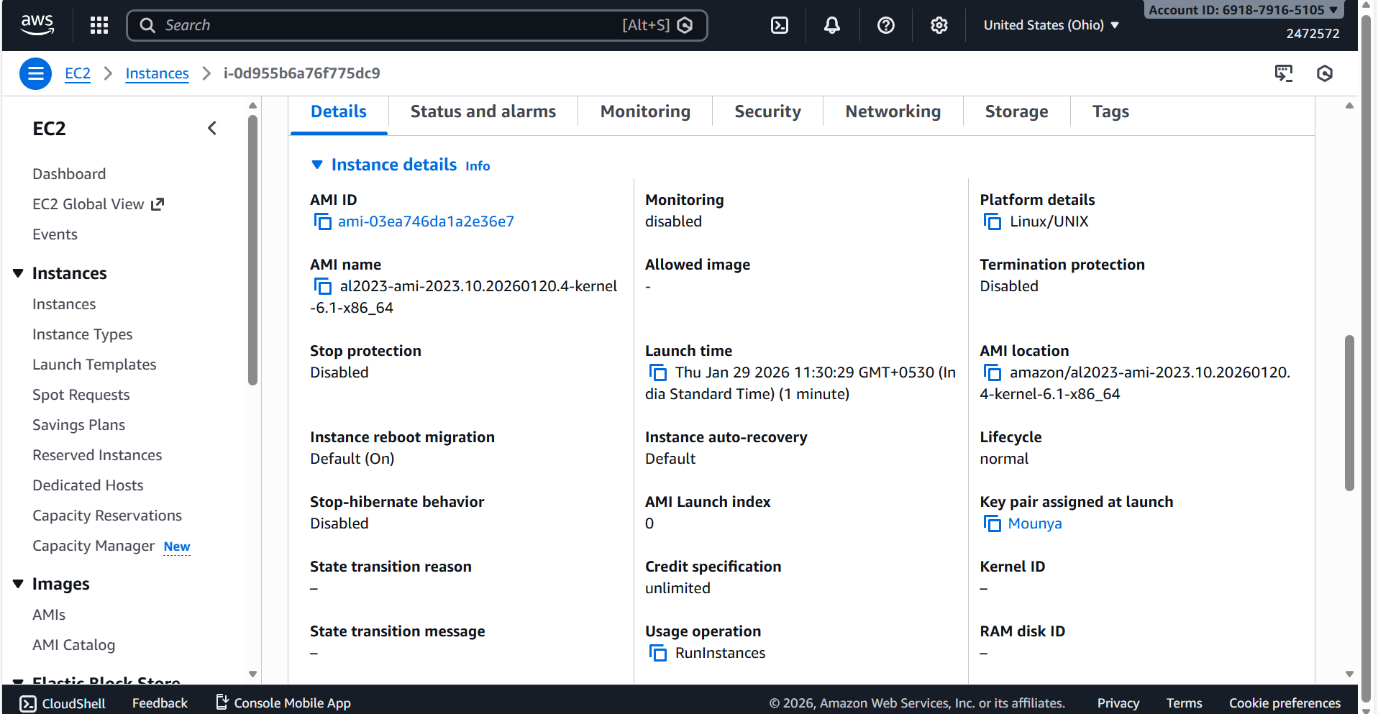 aws
Search [Alt+S]
United States (Ohio)
Account ID: 6918-7916-5105
2472572
EC2 Instances i-0d955b6a76f775dc9
EC2
Dashboard
EC2 Global View
Events
Instances
Instances
Instance Types
Launch Templates
Spot Requests
Savings Plans
Reserved Instances
Dedicated Hosts
Capacity Reservations
Capacity Manager New
Images
AMIs
AMI Catalog
Elastic Block Store
Details Status and alarms Monitoring Security Networking Storage Tags
Instance details Info
AMI ID
ami-03ea746da1a2e36e7
Monitoring
disabled
Platform details
Linux/UNIX
AMI name
al2023-ami-2023.10.20260120.4-kernel
-6.1-x86_64
Allowed image
-
Termination protection
Disabled
Stop protection
Disabled
Launch time
Thu Jan 29 2026 11:30:29 GMT+0530 (In
dia Standard Time) (1 minute)
AMI location
amazon/al2023-ami-2023.10.20260120.
4-kernel-6.1-x86_64
Instance reboot migration
Default (On)
Instance auto-recovery
Default
Lifecycle
normal
Stop-hibernate behavior
Disabled
AMI Launch index
0
Key pair assigned at launch
Mounya
State transition reason
–
Credit specification
unlimited
Kernel ID
–
State transition message
–
Usage operation
RunInstances
RAM disk ID
–
CloudShell Feedback Console Mobile App © 2026, Amazon Web Services, Inc. or its affiliates. Privacy Terms Cookie preferences